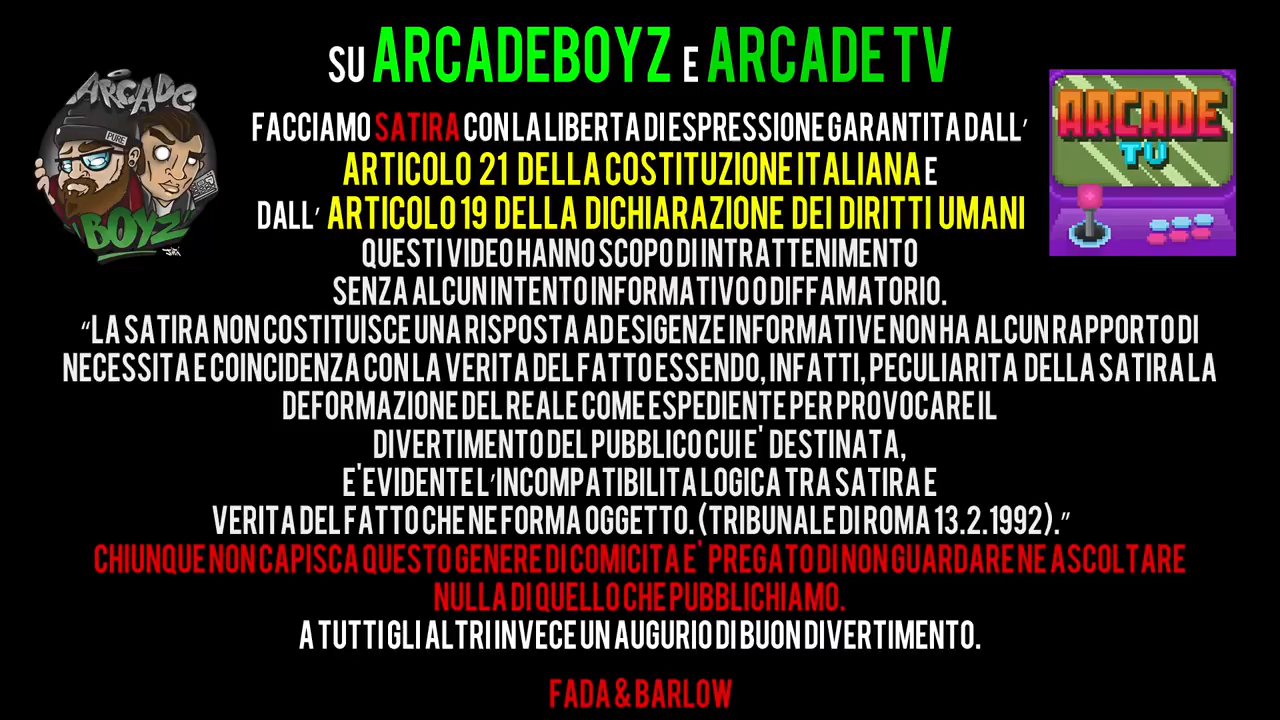 SU ARCADEBOYZ E ARCADE TV
FACCIAMO SATIRA CON LA LIBERTA DI ESPRESSIONE GARANTITA DALL'
ARTICOLO 21 DELLA COSTITUZIONE ITALIANA E
DALL' ARTICOLO 19 DELLA DICHIARAZIONE DEI DIRITTI UMANI
QUESTI VIDEO HANNO SCOPO DI INTRATTENIMENTO
SENZA ALCUN INTENTO INFORMATIVO O DIFFAMATORIO.
"LA SATIRA NON COSTITUISCE UNA RISPOSTA AD ESIGENZE INFORMATIVE NON HA ALCUN RAPPORTO DI
NECESSITA E COINCIDENZA CON LA VERITA DEL FATTO ESSENDO, INFATTI, PECULIARITA DELLA SATIRA LA
DEFORMAZIONE DEL REALE COME ESPEDIENTE PER PROVOCARE IL
DIVERTIMENTO DEL PUBBLICO CUI E' DESTINATA,
E' EVIDENTE L'INCOMPATIBILITA LOGICA TRA SATIRA E
VERITA DEL FATTO CHE NE FORMA OGGETTO. (TRIBUNALE DI ROMA 13.2.1992)."
CHIUNQUE NON CAPISCA QUESTO GENERE DI COMICITA E' PREGATO DI NON GUARDARE NE ASCOLTARE
NULLA DI QUELLO CHE PUBBLICHIAMO.
A TUTTI GLI ALTRI INVECE UN AUGURIO DI BUON DIVERTIMENTO.
FADA & BARLOW
ARCADE
PURE
BOYZ
ARCADE
TV